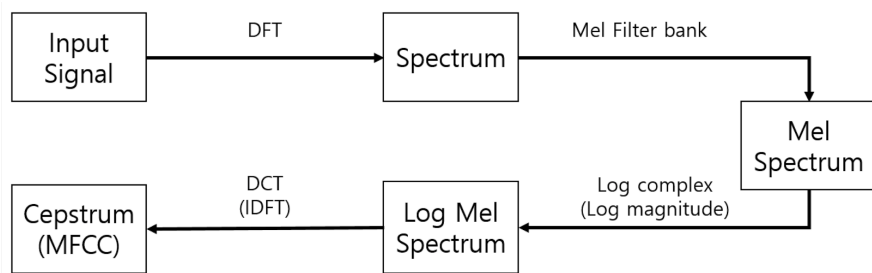 Input
Signal
DFT
Spectrum
Mel Filter bank
Mel
Spectrum
Log complex
(Log magnitude)
Log Mel
Spectrum
DCT
(IDFT)
Cepstrum
(MFCC)